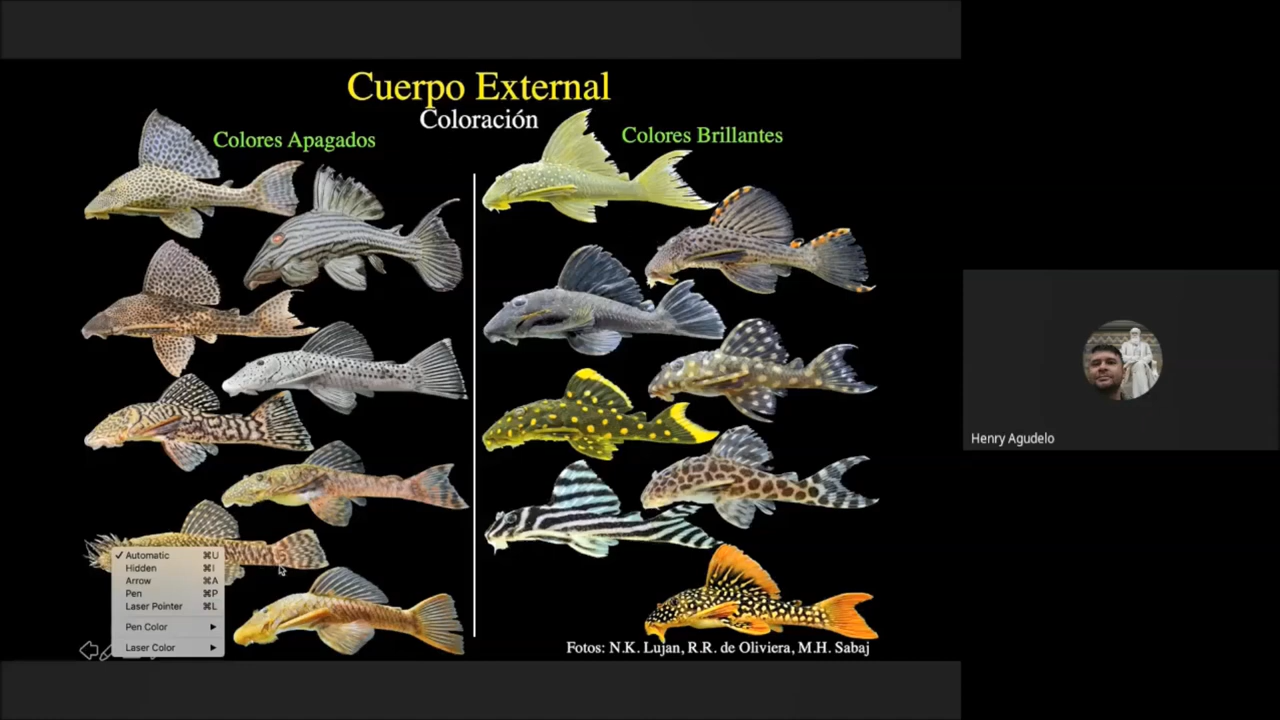 Cuerpo External
Coloración
Colores Apagados
Colores Brillantes
✓ Automatic ⌘U
Hidden ⌘I
Arrow ⌘A
Pen ⌘P
Laser Pointer ⌘L
Pen Color
Laser Color
Fotos: N.K. Lujan, R.R. de Oliviera, M.H. Sabaj
Henry Agudelo